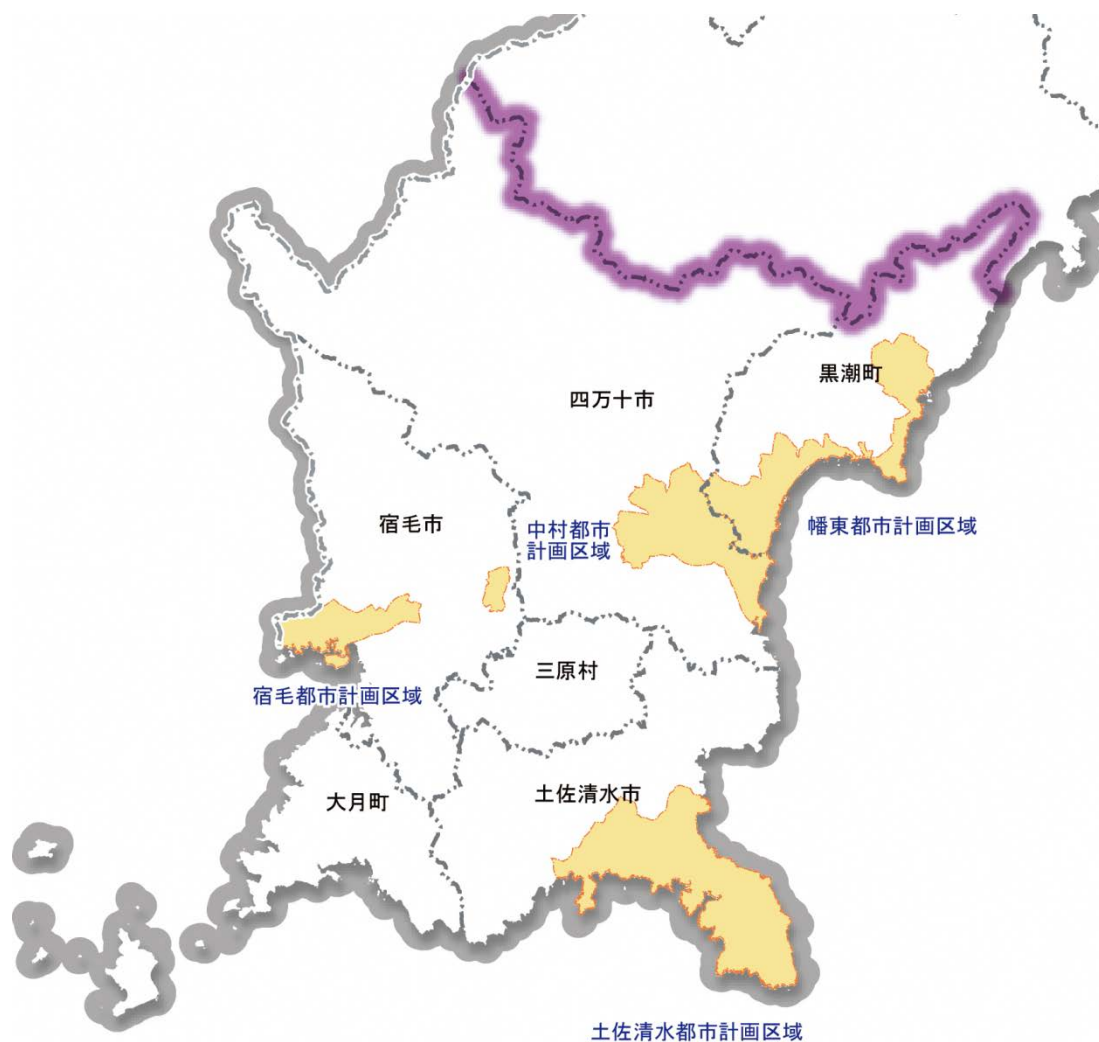 黒潮町
四万十市
宿毛市
中村都市
計画区域
幡東都市計画区域
三原村
宿毛都市計画区域
大月町
土佐清水市
土佐清水都市計画区域